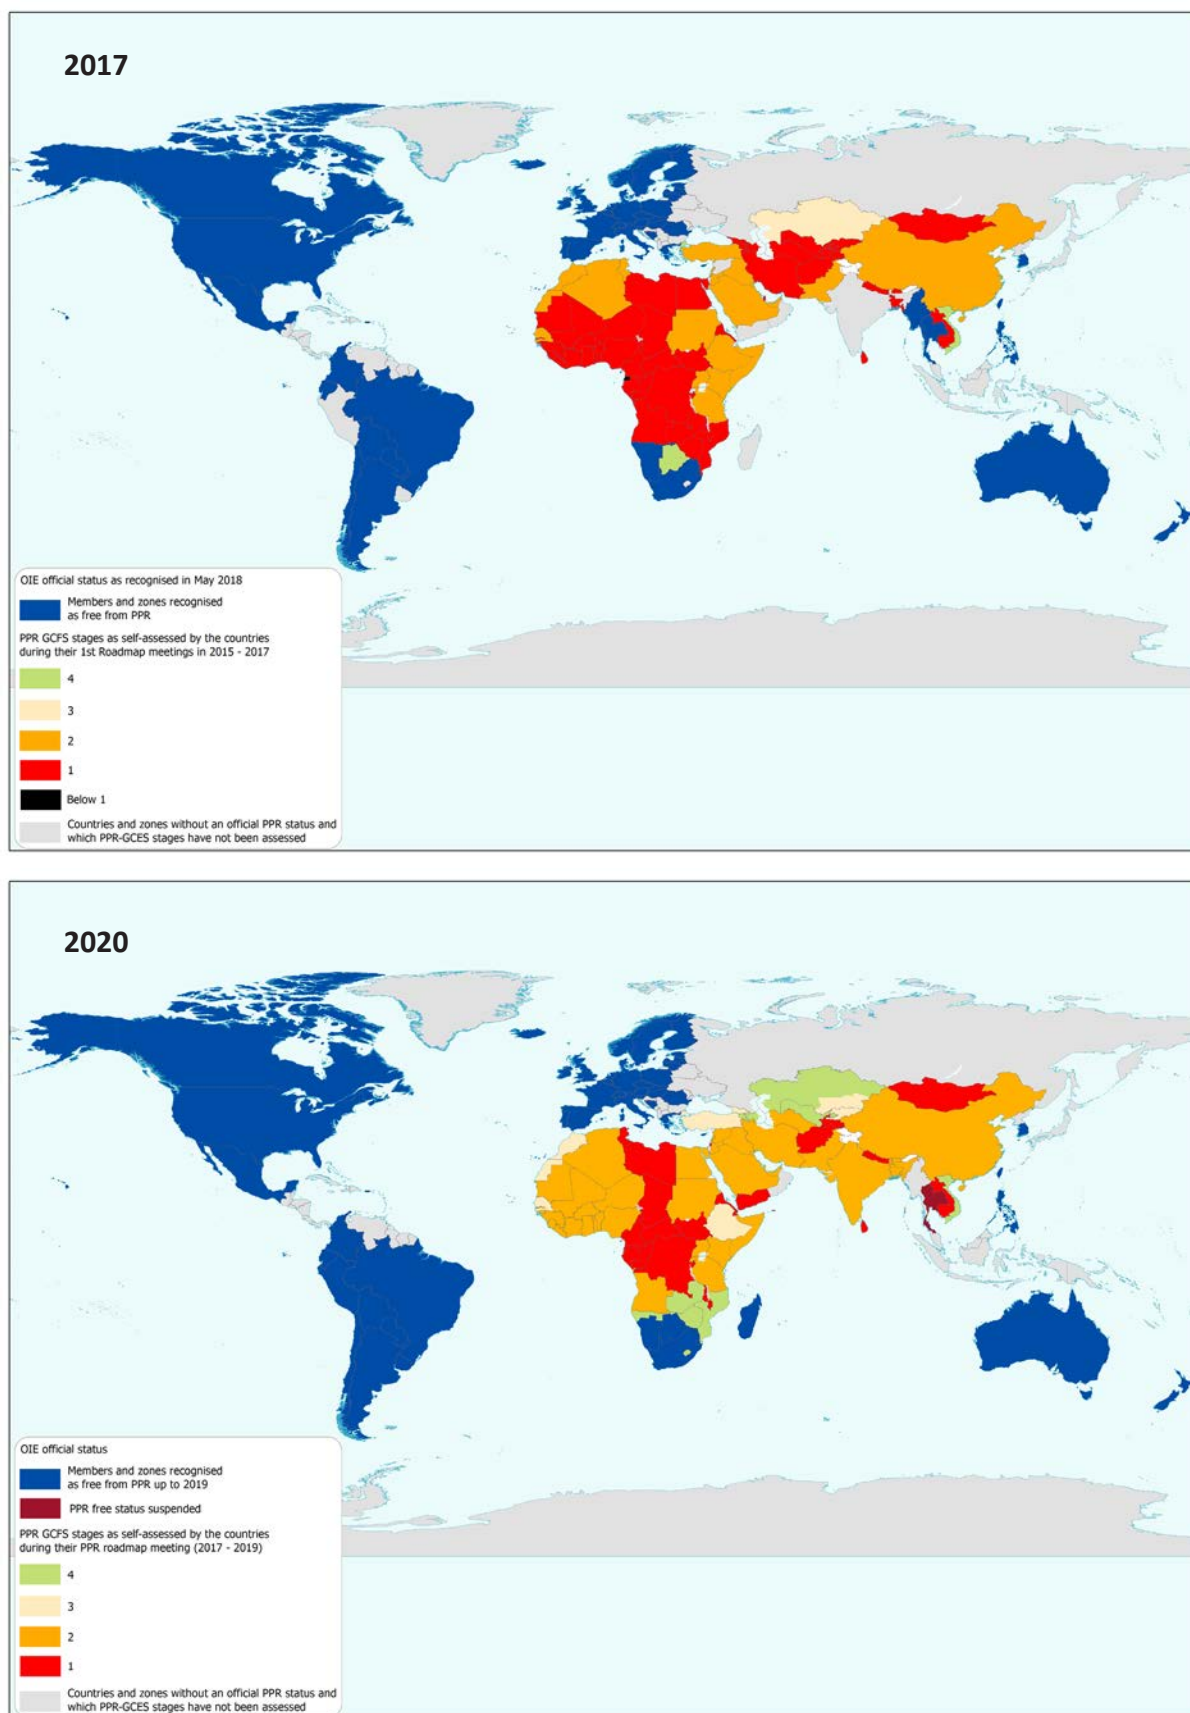 2017
OIE official status as recognised in May 2018
Members and zones recognised
as free from PPR
PPR GCFS stages as self-assessed by the countries
during their 1st Roadmap meetings in 2015 - 2017
4
3
2
1
Below 1
Countries and zones without an official PPR status and
which PPR-GCES stages have not been assessed
2020
OIE official status
Members and zones recognised
as free from PPR up to 2019
PPR free status suspended
PPR GCFS stages as self-assessed by the countries
during their PPR roadmap meeting (2017 - 2019)
4
3
2
1
Countries and zones without an official PPR status and
which PPR-GCES stages have not been assessed